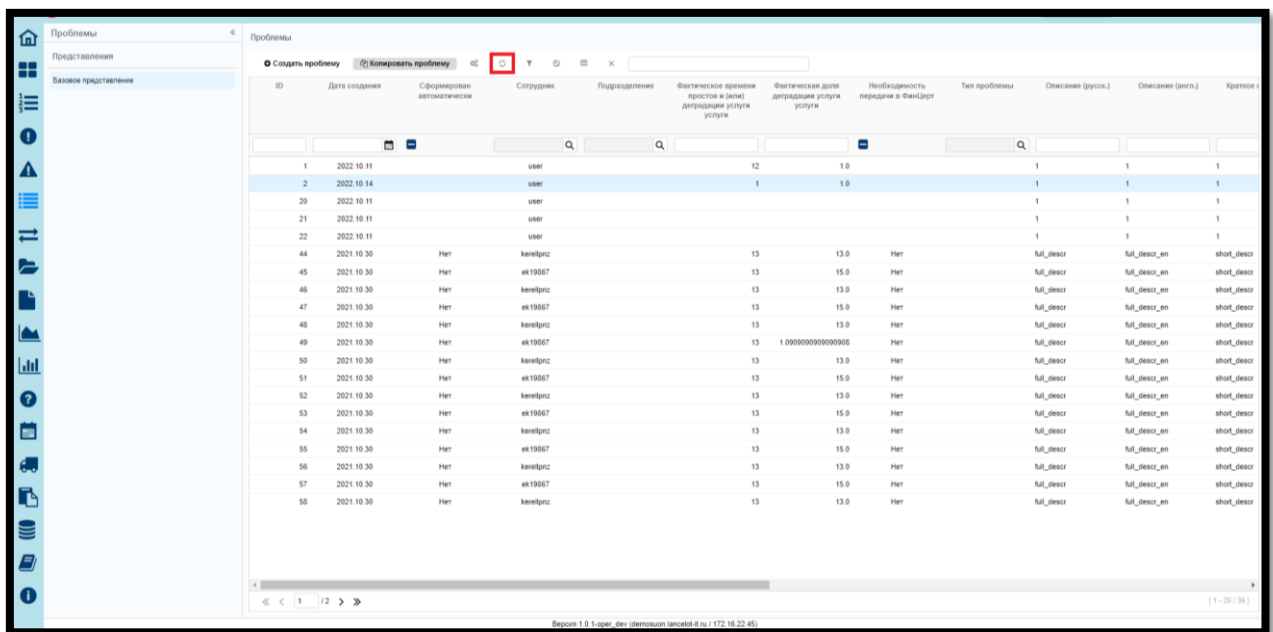 Проблемы «
Представления
Базовое представление
Проблемы
Создать проблему Копировать проблему
ID Дата создания Сформирован автоматически Сотрудник Подразделение Фактическое времени простоя и (или) деградации услуги услуги Фактическая доля деградации услуги услуги Необходимость передачи в ФинЦерт Тип проблемы Описание (русск.) Описание (англ.) Краткое
1 2022.10.11 user 12 1.0 1 1 1
2 2022.10.14 user 1 1.0 1 1 1
20 2022.10.11 user 1 1 1
21 2022.10.11 user 1 1 1
22 2022.10.11 user 1 1 1
44 2021.10.30 Нет kerellpnz 13 13.0 Нет full_descr full_descr_en short_descr
45 2021.10.30 Нет ek19867 13 15.0 Нет full_descr full_descr_en short_descr
46 2021.10.30 Нет kerellpnz 13 13.0 Нет full_descr full_descr_en short_descr
47 2021.10.30 Нет ek19867 13 15.0 Нет full_descr full_descr_en short_descr
48 2021.10.30 Нет kerellpnz 13 13.0 Нет full_descr full_descr_en short_descr
49 2021.10.30 Нет ek19867 13 1.0909090909090908 Нет full_descr full_descr_en short_descr
50 2021.10.30 Нет kerellpnz 13 13.0 Нет full_descr full_descr_en short_descr
51 2021.10.30 Нет ek19867 13 15.0 Нет full_descr full_descr_en short_descr
52 2021.10.30 Нет kerellpnz 13 13.0 Нет full_descr full_descr_en short_descr
53 2021.10.30 Нет ek19867 13 15.0 Нет full_descr full_descr_en short_descr
54 2021.10.30 Нет kerellpnz 13 13.0 Нет full_descr full_descr_en short_descr
55 2021.10.30 Нет ek19867 13 15.0 Нет full_descr full_descr_en short_descr
56 2021.10.30 Нет kerellpnz 13 13.0 Нет full_descr full_descr_en short_descr
57 2021.10.30 Нет ek19867 13 15.0 Нет full_descr full_descr_en short_descr
58 2021.10.30 Нет kerellpnz 13 13.0 Нет full_descr full_descr_en short_descr
« < 1 / 2 > » [ 1 - 20 / 36 ]
Версия 1.0.1-oper_dev (demosuon.lancelot-it.ru / 172.16.22.45)